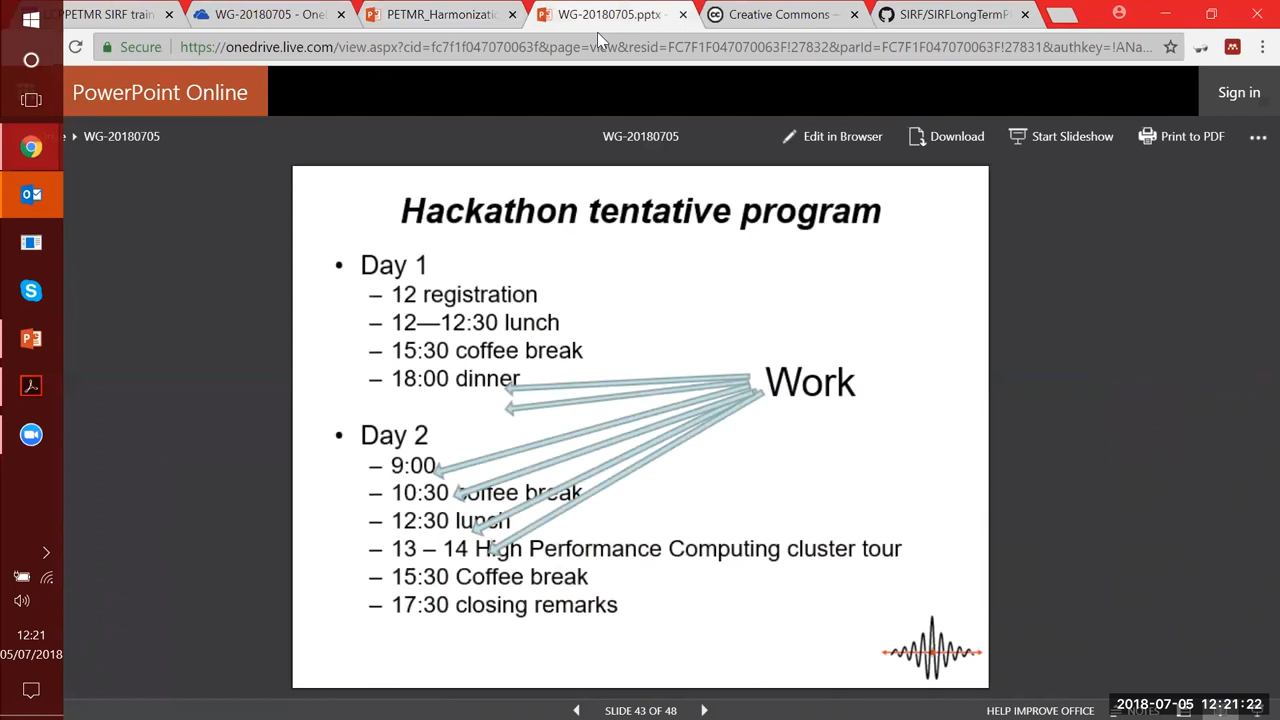 CCPPETMR SIRF train
WG-20180705 - OneI
PETMR_Harmonizati
WG-20180705.pptx -
Creative Commons –
SIRF/SIRFLongTermP
Secure
https://onedrive.live.com/view.aspx?cid=fc7f1f047070063f&page=view&resid=FC7F1F047070063F!27832&parId=FC7F1F047070063F!27831&authkey=!ANa...
PowerPoint Online
Sign in
WG-20180705
WG-20180705
Edit in Browser
Download
Start Slideshow
Print to PDF
Hackathon tentative program
• Day 1
– 12 registration
– 12—12:30 lunch
– 15:30 coffee break
– 18:00 dinner
Work
• Day 2
– 9:00
– 10:30 coffee break
– 12:30 lunch
– 13 – 14 High Performance Computing cluster tour
– 15:30 Coffee break
– 17:30 closing remarks
12:21
05/07/2018
SLIDE 43 OF 48
HELP IMPROVE OFFICE
NOTES
2018-07-05 12:21:22